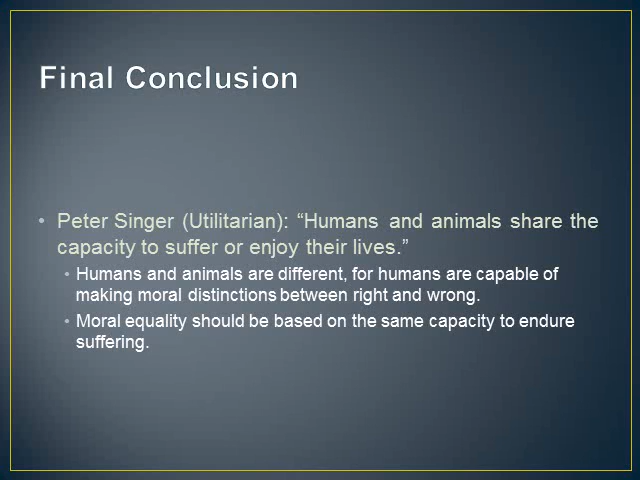 Final Conclusion
• Peter Singer (Utilitarian): “Humans and animals share the
capacity to suffer or enjoy their lives.”
• Humans and animals are different, for humans are capable of
making moral distinctions between right and wrong.
• Moral equality should be based on the same capacity to endure
suffering.